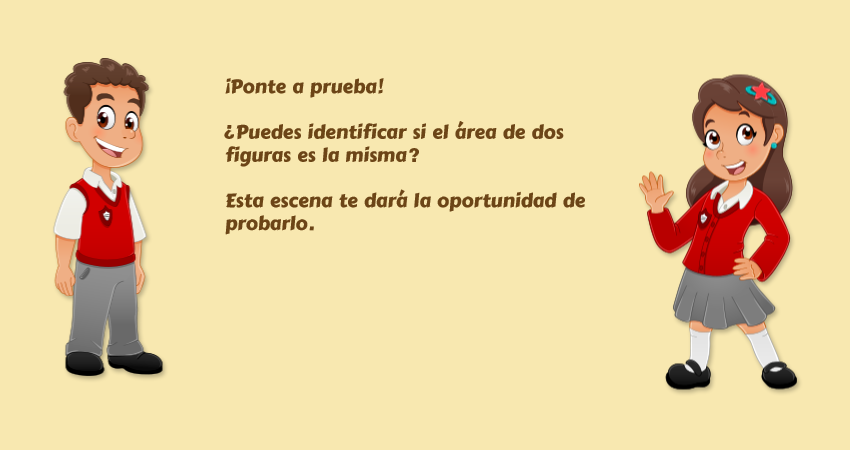 ¡Ponte a prueba!
¿Puedes identificar si el área de dos
figuras es la misma?
Esta escena te dará la oportunidad de
probarlo.